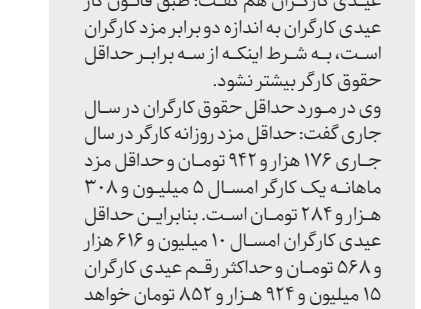 عیدی کارگران هم گفت: طبق قانون کار
عیدی کارگران به اندازه دو برابر مزد کارگران
است، به شرط اینکه از سه برابر حداقل
حقوق کارگر بیشتر نشود.
وی در مورد حداقل حقوق کارگران در سال
جاری گفت: حداقل مزد روزانه کارگر در سال
جاری ۱۷۶ هزار و ۹۴۲ تومان و حداقل مزد
ماهانه یک کارگر امسال ۵ میلیون و ۳۰۸
هزار و ۲۸۴ تومان است. بنابراین حداقل
عیدی کارگران امسال ۱۰ میلیون و ۶۱۶ هزار
و ۵۶۸ تومان و حداکثر رقم عیدی کارگران
۱۵ میلیون و ۹۲۴ هزار و ۸۵۲ تومان خواهد